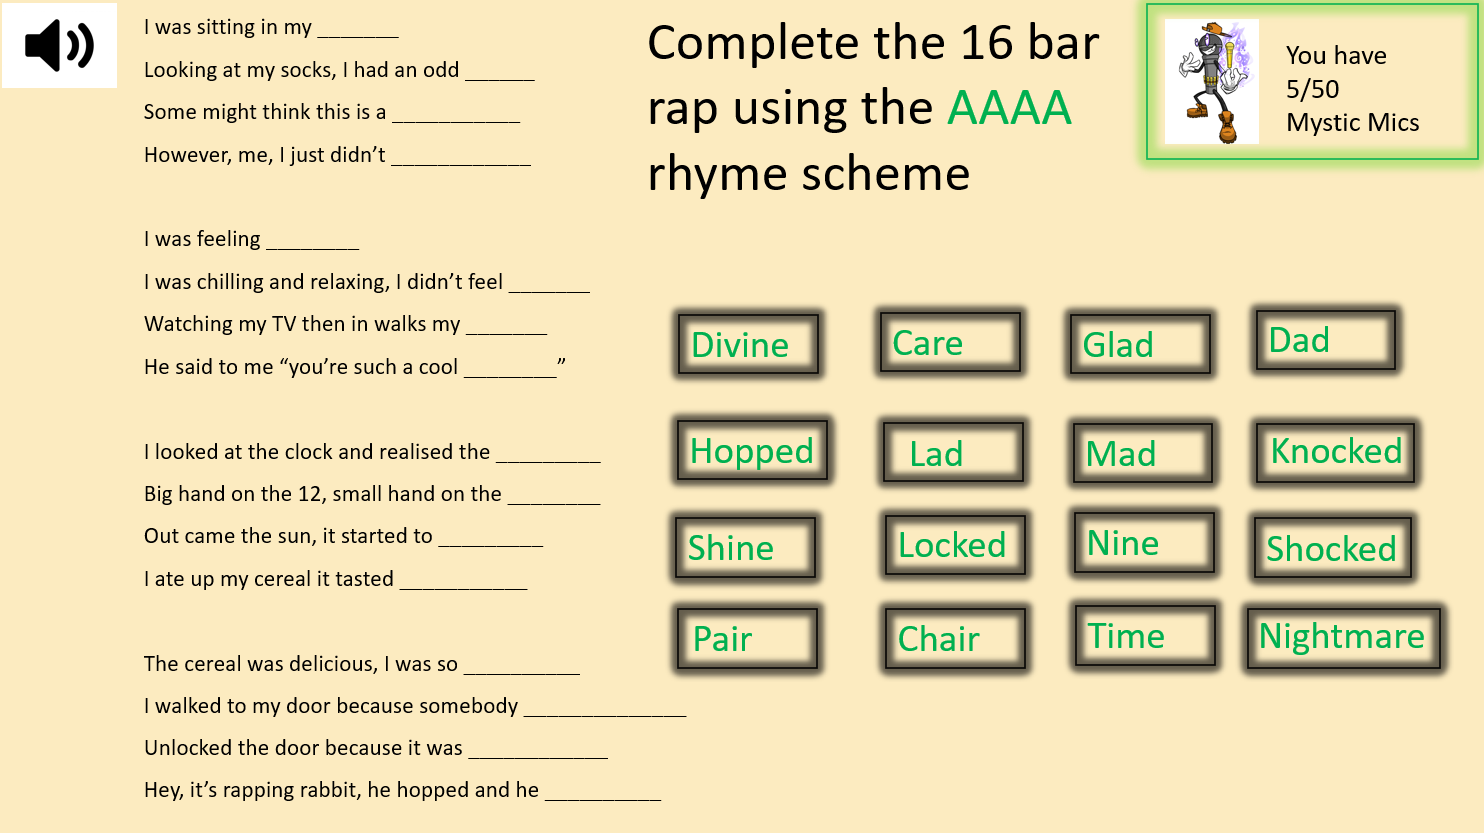 I was sitting in my _______
Looking at my socks, I had an odd ______
Some might think this is a ___________
However, me, I just didn’t ____________
I was feeling ________
I was chilling and relaxing, I didn’t feel _______
Watching my TV then in walks my _______
He said to me “you’re such a cool ________”
I looked at the clock and realised the _________
Big hand on the 12, small hand on the ________
Out came the sun, it started to _________
I ate up my cereal it tasted ___________
The cereal was delicious, I was so __________
I walked to my door because somebody ______________
Unlocked the door because it was ____________
Hey, it’s rapping rabbit, he hopped and he __________
Complete the 16 bar
rap using the AAAA
rhyme scheme
You have
5/50
Mystic Mics
Divine Care Glad Dad
Hopped Lad Mad Knocked
Shine Locked Nine Shocked
Pair Chair Time Nightmare